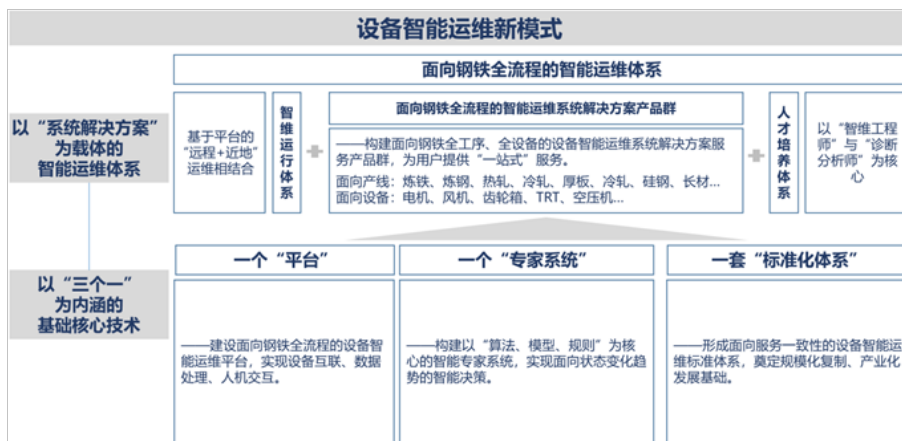 设备智能运维新模式
面向钢铁全流程的智能运维体系
以“系统解决方案”
为载体的
智能运维体系
基于平台的
“远程+近地”
运维相结合
智维运行体系
面向钢铁全流程的智能运维系统解决方案产品群
——构建面向钢铁全工序、全设备的设备智能运维系统解决方案服
务产品群，为用户提供“一站式”服务。
面向产线：炼铁、炼钢、热轧、冷轧、厚板、冷轧、硅钢、长材...
面向设备：电机、风机、齿轮箱、TRT、空压机...
人才培养体系
以“智维工程
师”与“诊断
分析师”为核
心
以“三个一”
为内涵的
基础核心技术
一个“平台”
——建设面向钢铁全流程的设备智
能运维平台，实现设备互联、数据
处理、人机交互。
一个“专家系统”
——构建以“算法、模型、规则”为核
心的智能专家系统，实现面向状态变化趋
势的智能决策。
一套“标准化体系”
——形成面向服务一致性的设备智能运
维标准体系，奠定规模化复制、产业化
发展基础。